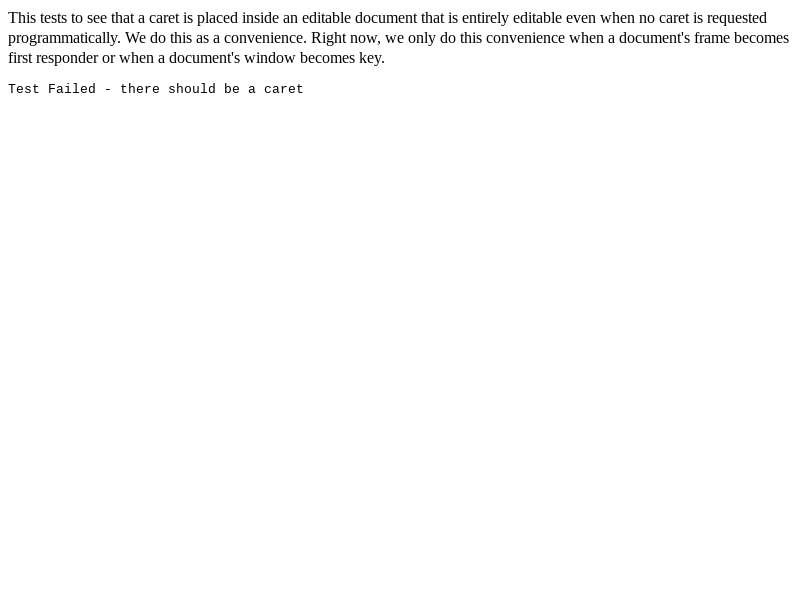 This tests to see that a caret is placed inside an editable document that is entirely editable even when no caret is requested
programmatically. We do this as a convenience. Right now, we only do this convenience when a document's frame becomes
first responder or when a document's window becomes key.
Test Failed - there should be a caret